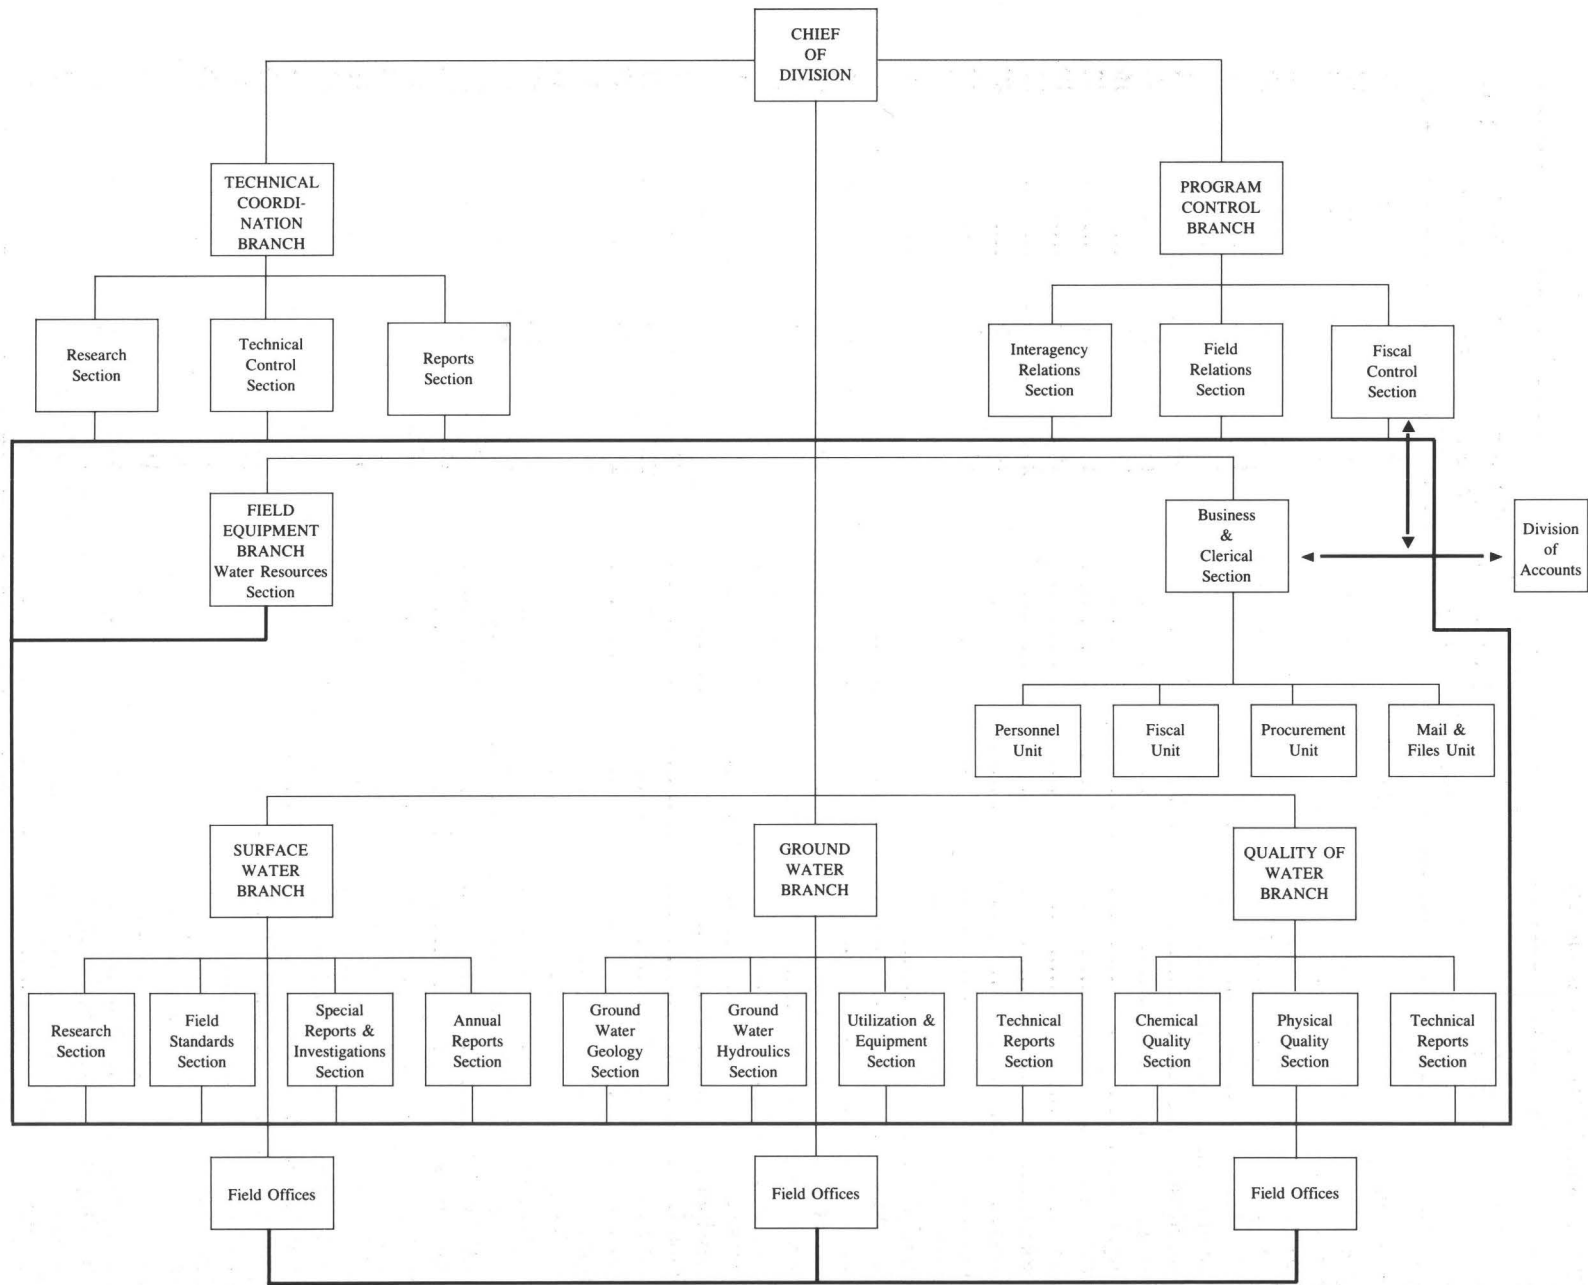 CHIEF
OF
DIVISION
TECHNICAL
COORDI-
NATION
BRANCH
PROGRAM
CONTROL
BRANCH
Research
Section
Technical
Control
Section
Reports
Section
Interagency
Relations
Section
Field
Relations
Section
Fiscal
Control
Section
FIELD
EQUIPMENT
BRANCH
Water Resources
Section
Business
&
Clerical
Section
Division
of
Accounts
Personnel
Unit
Fiscal
Unit
Procurement
Unit
Mail &
Files Unit
SURFACE
WATER
BRANCH
GROUND
WATER
BRANCH
QUALITY OF
WATER
BRANCH
Research
Section
Field
Standards
Section
Special
Reports &
Investigations
Section
Annual
Reports
Section
Ground
Water
Geology
Section
Ground
Water
Hydroulics
Section
Utilization &
Equipment
Section
Technical
Reports
Section
Chemical
Quality
Section
Physical
Quality
Section
Technical
Reports
Section
Field Offices
Field Offices
Field Offices